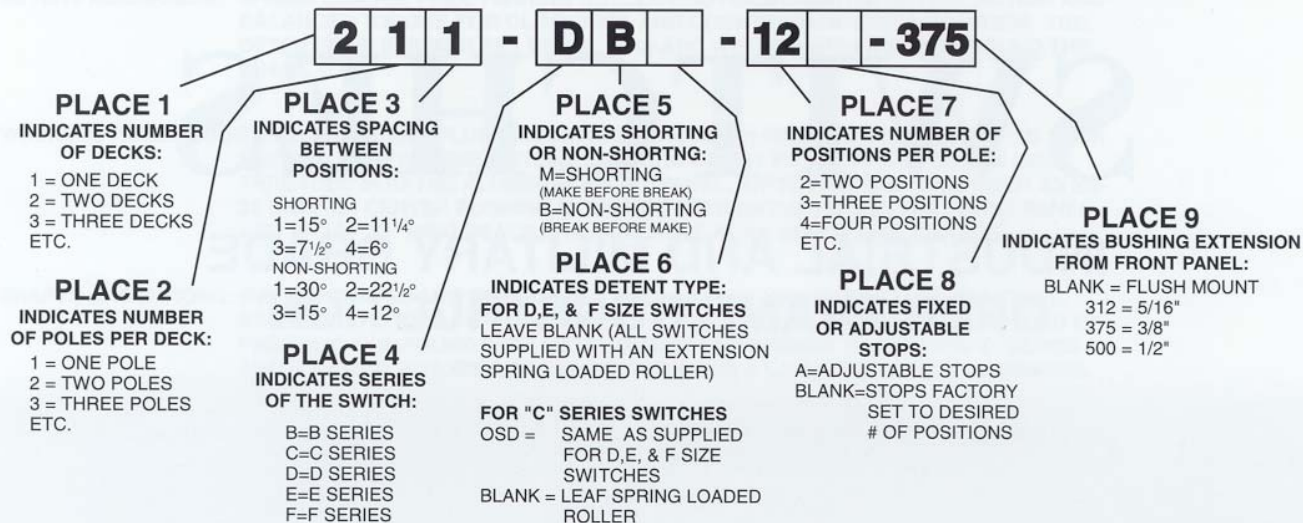 2 1 1 - D B - 12 - 375
PLACE 1
INDICATES NUMBER
OF DECKS:
1 = ONE DECK
2 = TWO DECKS
3 = THREE DECKS
ETC.
PLACE 2
INDICATES NUMBER
OF POLES PER DECK:
1 = ONE POLE
2 = TWO POLES
3 = THREE POLES
ETC.
PLACE 3
INDICATES SPACING
BETWEEN
POSITIONS:
SHORTING
1=15° 2=11¼°
3=7½° 4=6°
NON-SHORTING
1=30° 2=22½°
3=15° 4=12°
PLACE 4
INDICATES SERIES
OF THE SWITCH:
B=B SERIES
C=C SERIES
D=D SERIES
E=E SERIES
F=F SERIES
PLACE 5
INDICATES SHORTING
OR NON-SHORTNG:
M=SHORTING
(MAKE BEFORE BREAK)
B=NON-SHORTING
(BREAK BEFORE MAKE)
PLACE 6
INDICATES DETENT TYPE:
FOR D,E, & F SIZE SWITCHES
LEAVE BLANK (ALL SWITCHES
SUPPLIED WITH AN EXTENSION
SPRING LOADED ROLLER)
FOR "C" SERIES SWITCHES
OSD = SAME AS SUPPLIED
FOR D,E, & F SIZE
SWITCHES
BLANK = LEAF SPRING LOADED
ROLLER
PLACE 7
INDICATES NUMBER OF
POSITIONS PER POLE:
2=TWO POSITIONS
3=THREE POSITIONS
4=FOUR POSITIONS
ETC.
PLACE 8
INDICATES FIXED
OR ADJUSTABLE
STOPS:
A=ADJUSTABLE STOPS
BLANK=STOPS FACTORY
SET TO DESIRED
# OF POSITIONS
PLACE 9
INDICATES BUSHING EXTENSION
FROM FRONT PANEL:
BLANK = FLUSH MOUNT
312 = 5/16"
375 = 3/8"
500 = 1/2"